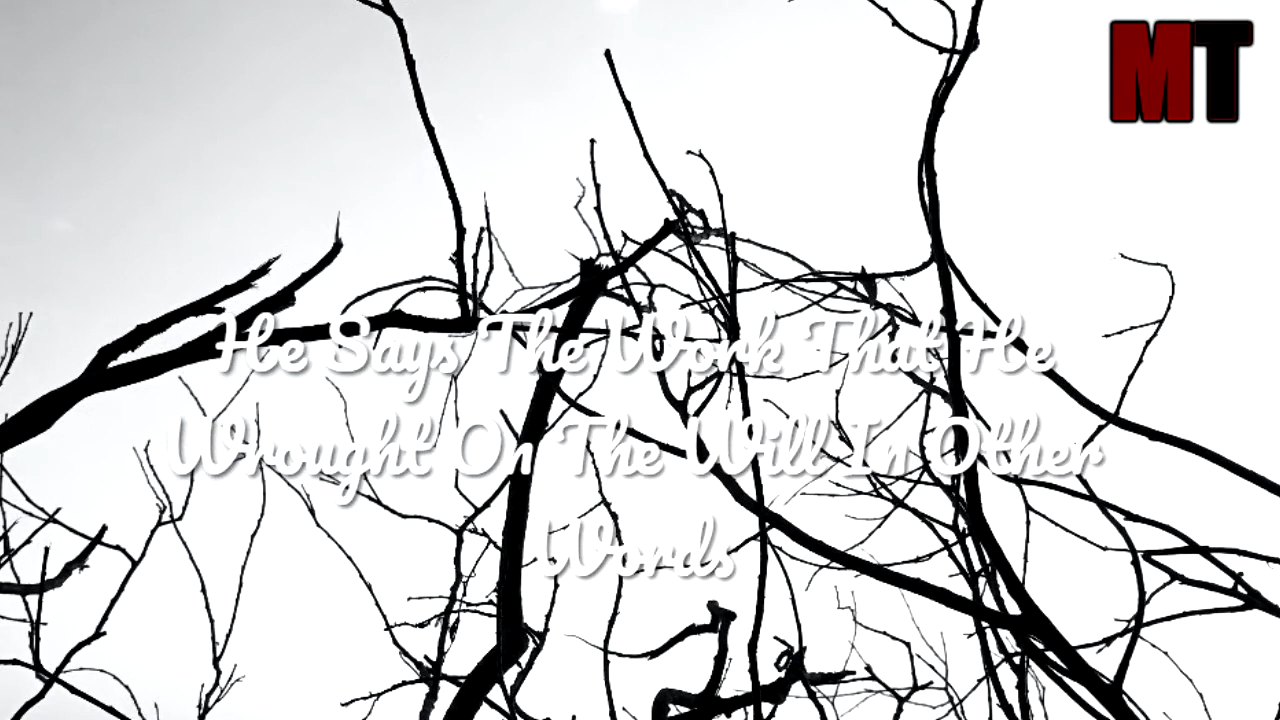 MT
He Says The Work That He
Wrought On The Will In Other
Words